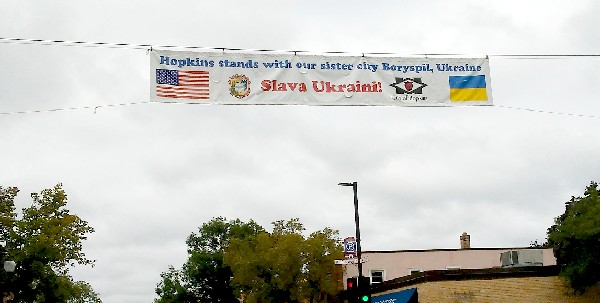 Hopkins stands with our sister city Boryspil, Ukraine
Slava Ukraini!